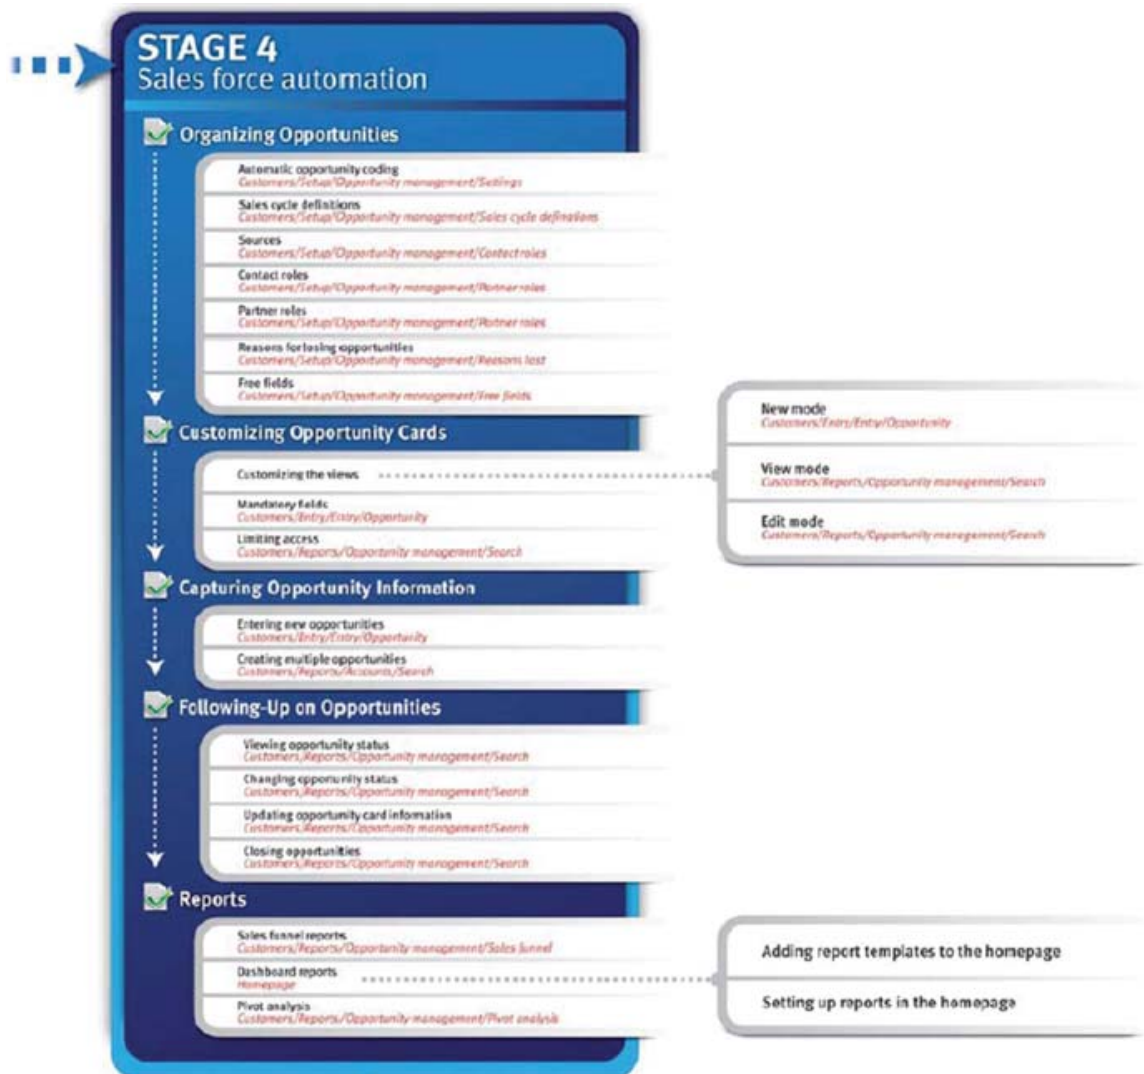 STAGE 4
Sales force automation
Organizing Opportunities
Automatic opportunity coding
Customers/Setup/Opportunity management/Settings
Sales cycle definitions
Customers/Setup/Opportunity management/Sales cycle definitions
Sources
Customers/Setup/Opportunity management/Contact roles
Contact roles
Customers/Setup/Opportunity management/Partner roles
Partner roles
Customers/Setup/Opportunity management/Partner roles
Reasons for losing opportunities
Customers/Setup/Opportunity management/Reasons lost
Free fields
Customers/Setup/Opportunity management/Free fields
Customizing Opportunity Cards
Customizing the views
New mode
Customers/Entry/Entry/Opportunity
View mode
Customers/Reports/Opportunity management/Search
Edit mode
Customers/Reports/Opportunity management/Search
Mandatory fields
Customers/Entry/Entry/Opportunity
Limiting access
Customers/Reports/Opportunity management/Search
Capturing Opportunity Information
Entering new opportunities
Customers/Entry/Entry/Opportunity
Creating multiple opportunities
Customers/Reports/Accounts/Search
Following-Up on Opportunities
Viewing opportunity status
Customers/Reports/Opportunity management/Search
Changing opportunity status
Customers/Reports/Opportunity management/Search
Updating opportunity card information
Customers/Reports/Opportunity management/Search
Closing opportunities
Customers/Reports/Opportunity management/Search
Reports
Sales funnel reports
Customers/Reports/Opportunity management/Sales funnel
Dashboard reports
Homepage
Adding report templates to the homepage
Setting up reports in the homepage
Pivot analysis
Customers/Reports/Opportunity management/Pivot analysis